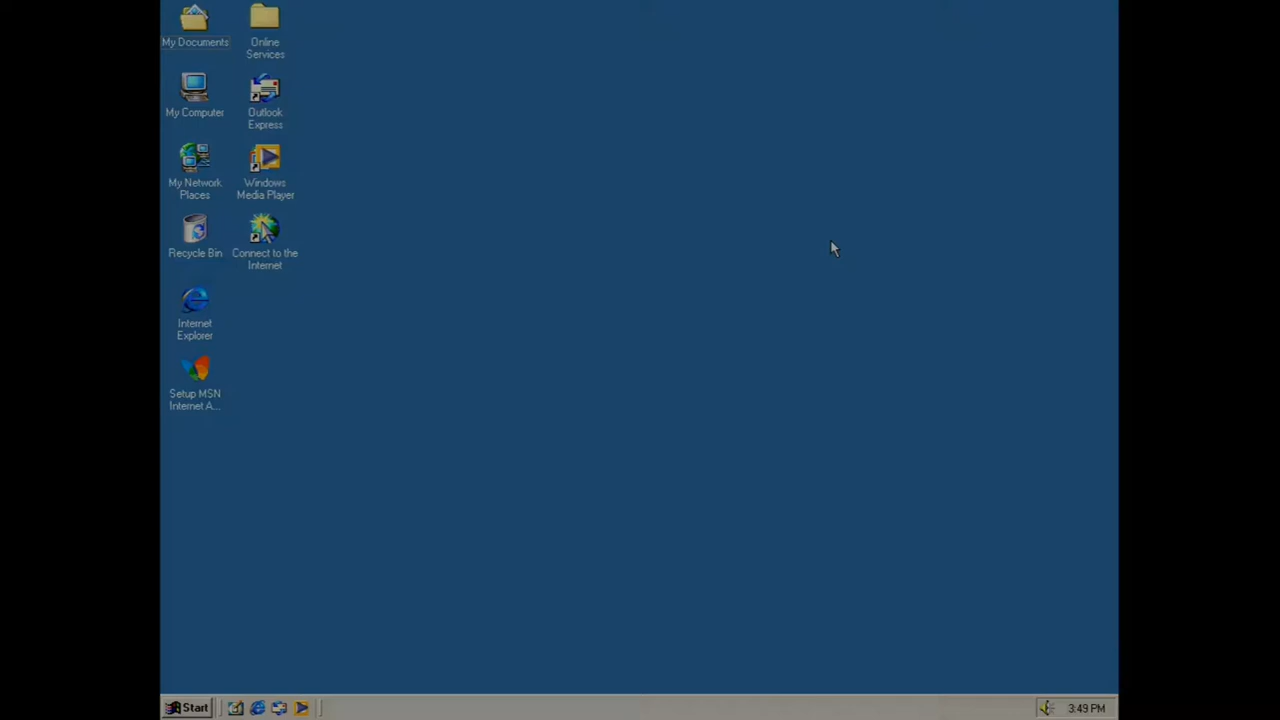 My Documents
Online
Services
My Computer
Outlook
Express
My Network
Places
Windows
Media Player
Recycle Bin
Connect to the
Internet
Internet
Explorer
Setup MSN
Internet A...
Start
3:49 PM